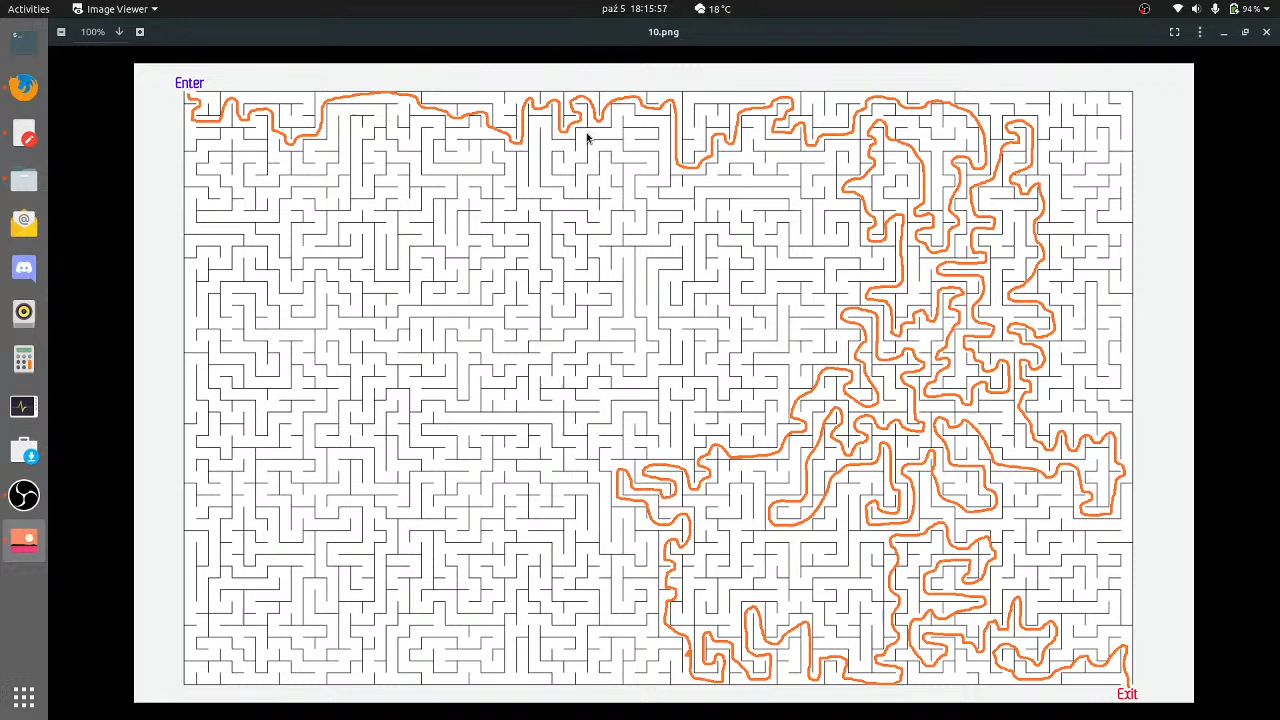 Activities
Image Viewer
paź 5 18:15:57
18 °C
94 %
100%
10.png
Enter
Exit